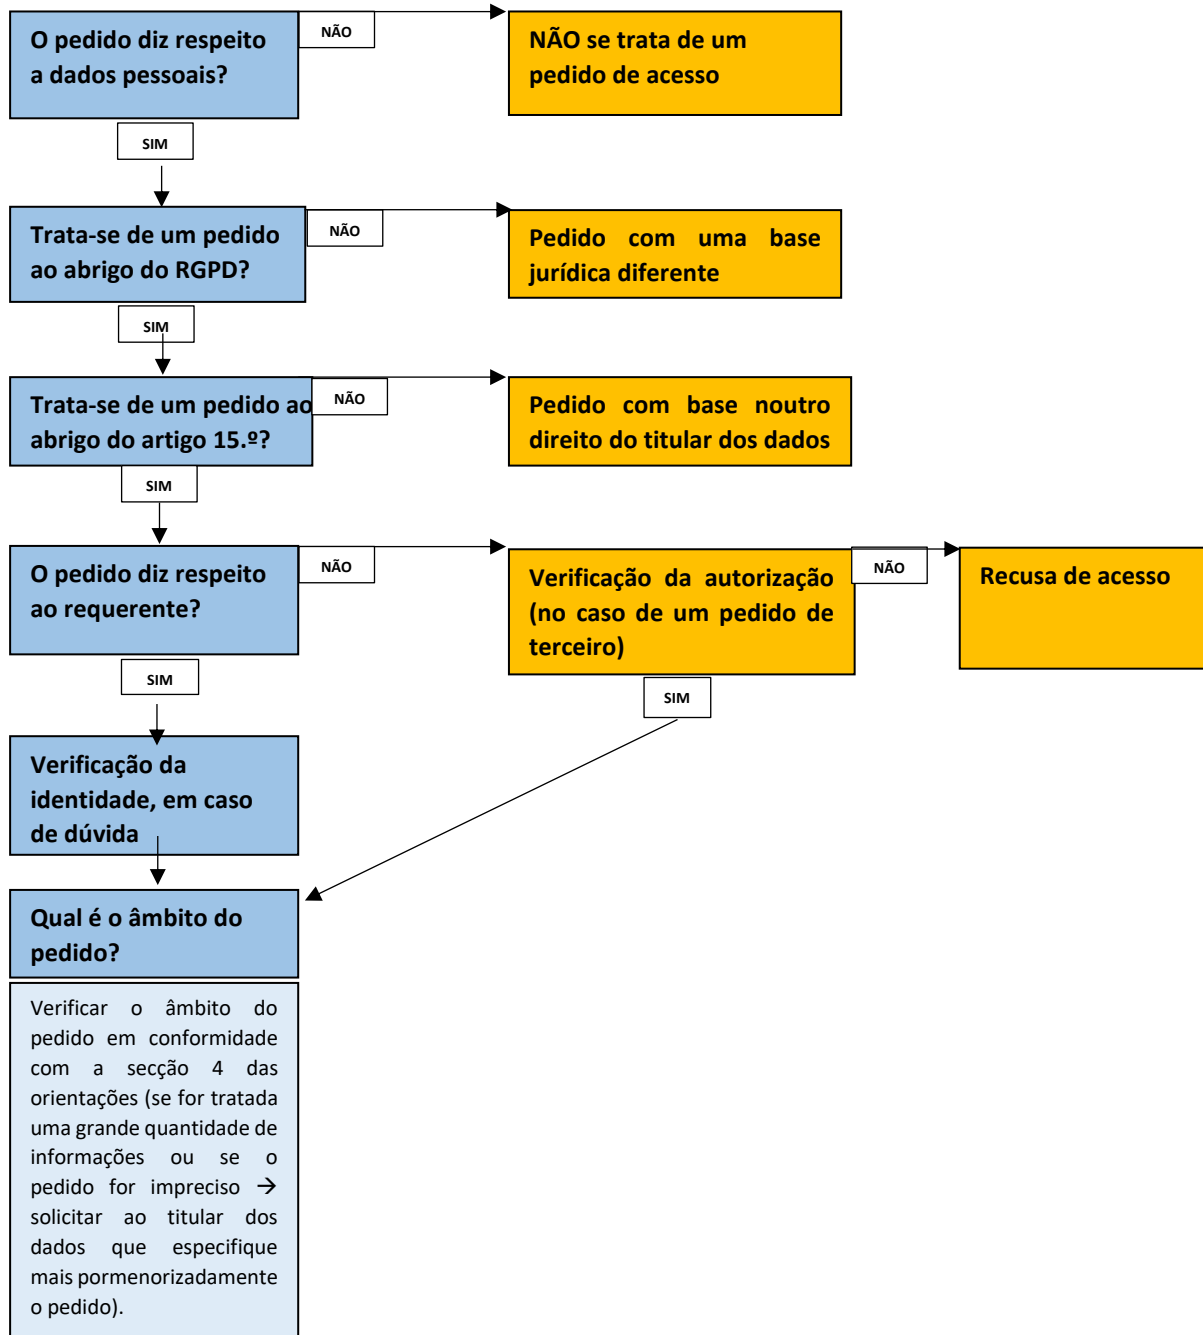 O pedido diz respeito
a dados pessoais?
NÃO
NÃO se trata de um
pedido de acesso
SIM
Trata-se de um pedido
ao abrigo do RGPD?
NÃO
Pedido com uma base
jurídica diferente
SIM
Trata-se de um pedido ao
abrigo do artigo 15.º?
NÃO
Pedido com base noutro
direito do titular dos dados
SIM
O pedido diz respeito
ao requerente?
NÃO
Verificação da autorização
(no caso de um pedido de
terceiro)
NÃO
Recusa de acesso
SIM
SIM
Verificação da
identidade, em caso
de dúvida
Qual é o âmbito do
pedido?
Verificar o âmbito do
pedido em conformidade
com a secção 4 das
orientações (se for tratada
uma grande quantidade de
informações ou se o
pedido for impreciso →
solicitar ao titular dos
dados que especifique
mais pormenorizadamente
o pedido).